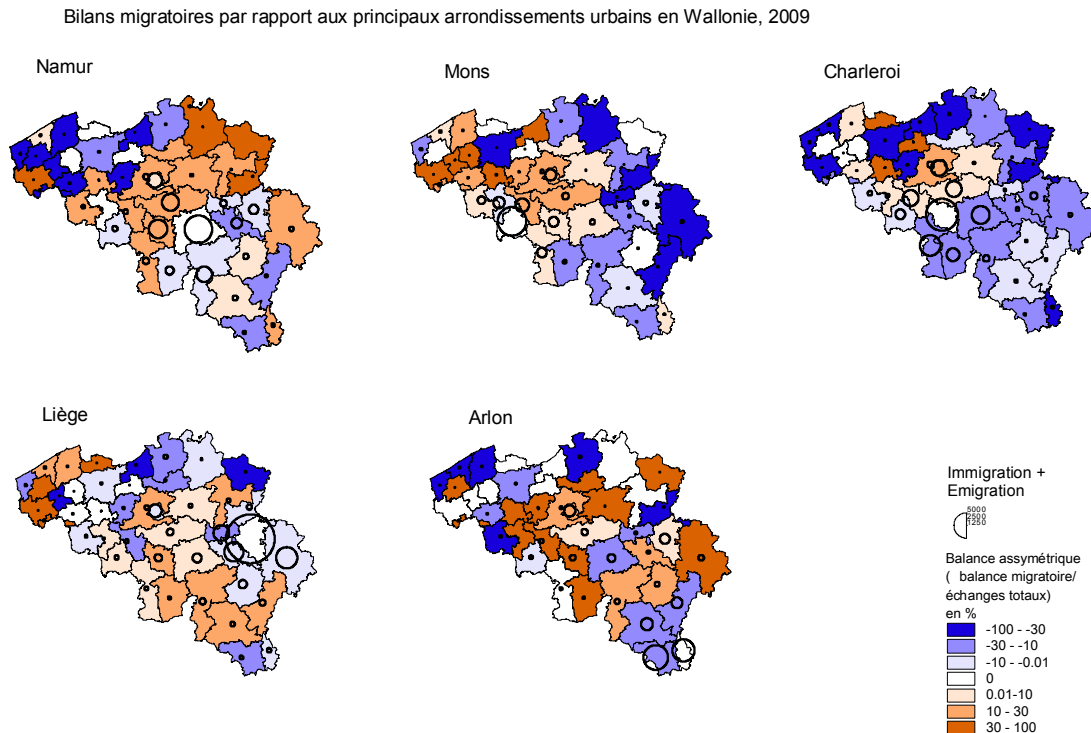 Bilans migratoires par rapport aux principaux arrondissements urbains en Wallonie, 2009
Namur
Mons
Charleroi
Liège
Arlon
Immigration +
Emigration
5000
2500
1250
Balance assymétrique
( balance migratoire/
échanges totaux)
en %
-100 - -30
-30 - -10
-10 - -0.01
0
0.01-10
10 - 30
30 - 100